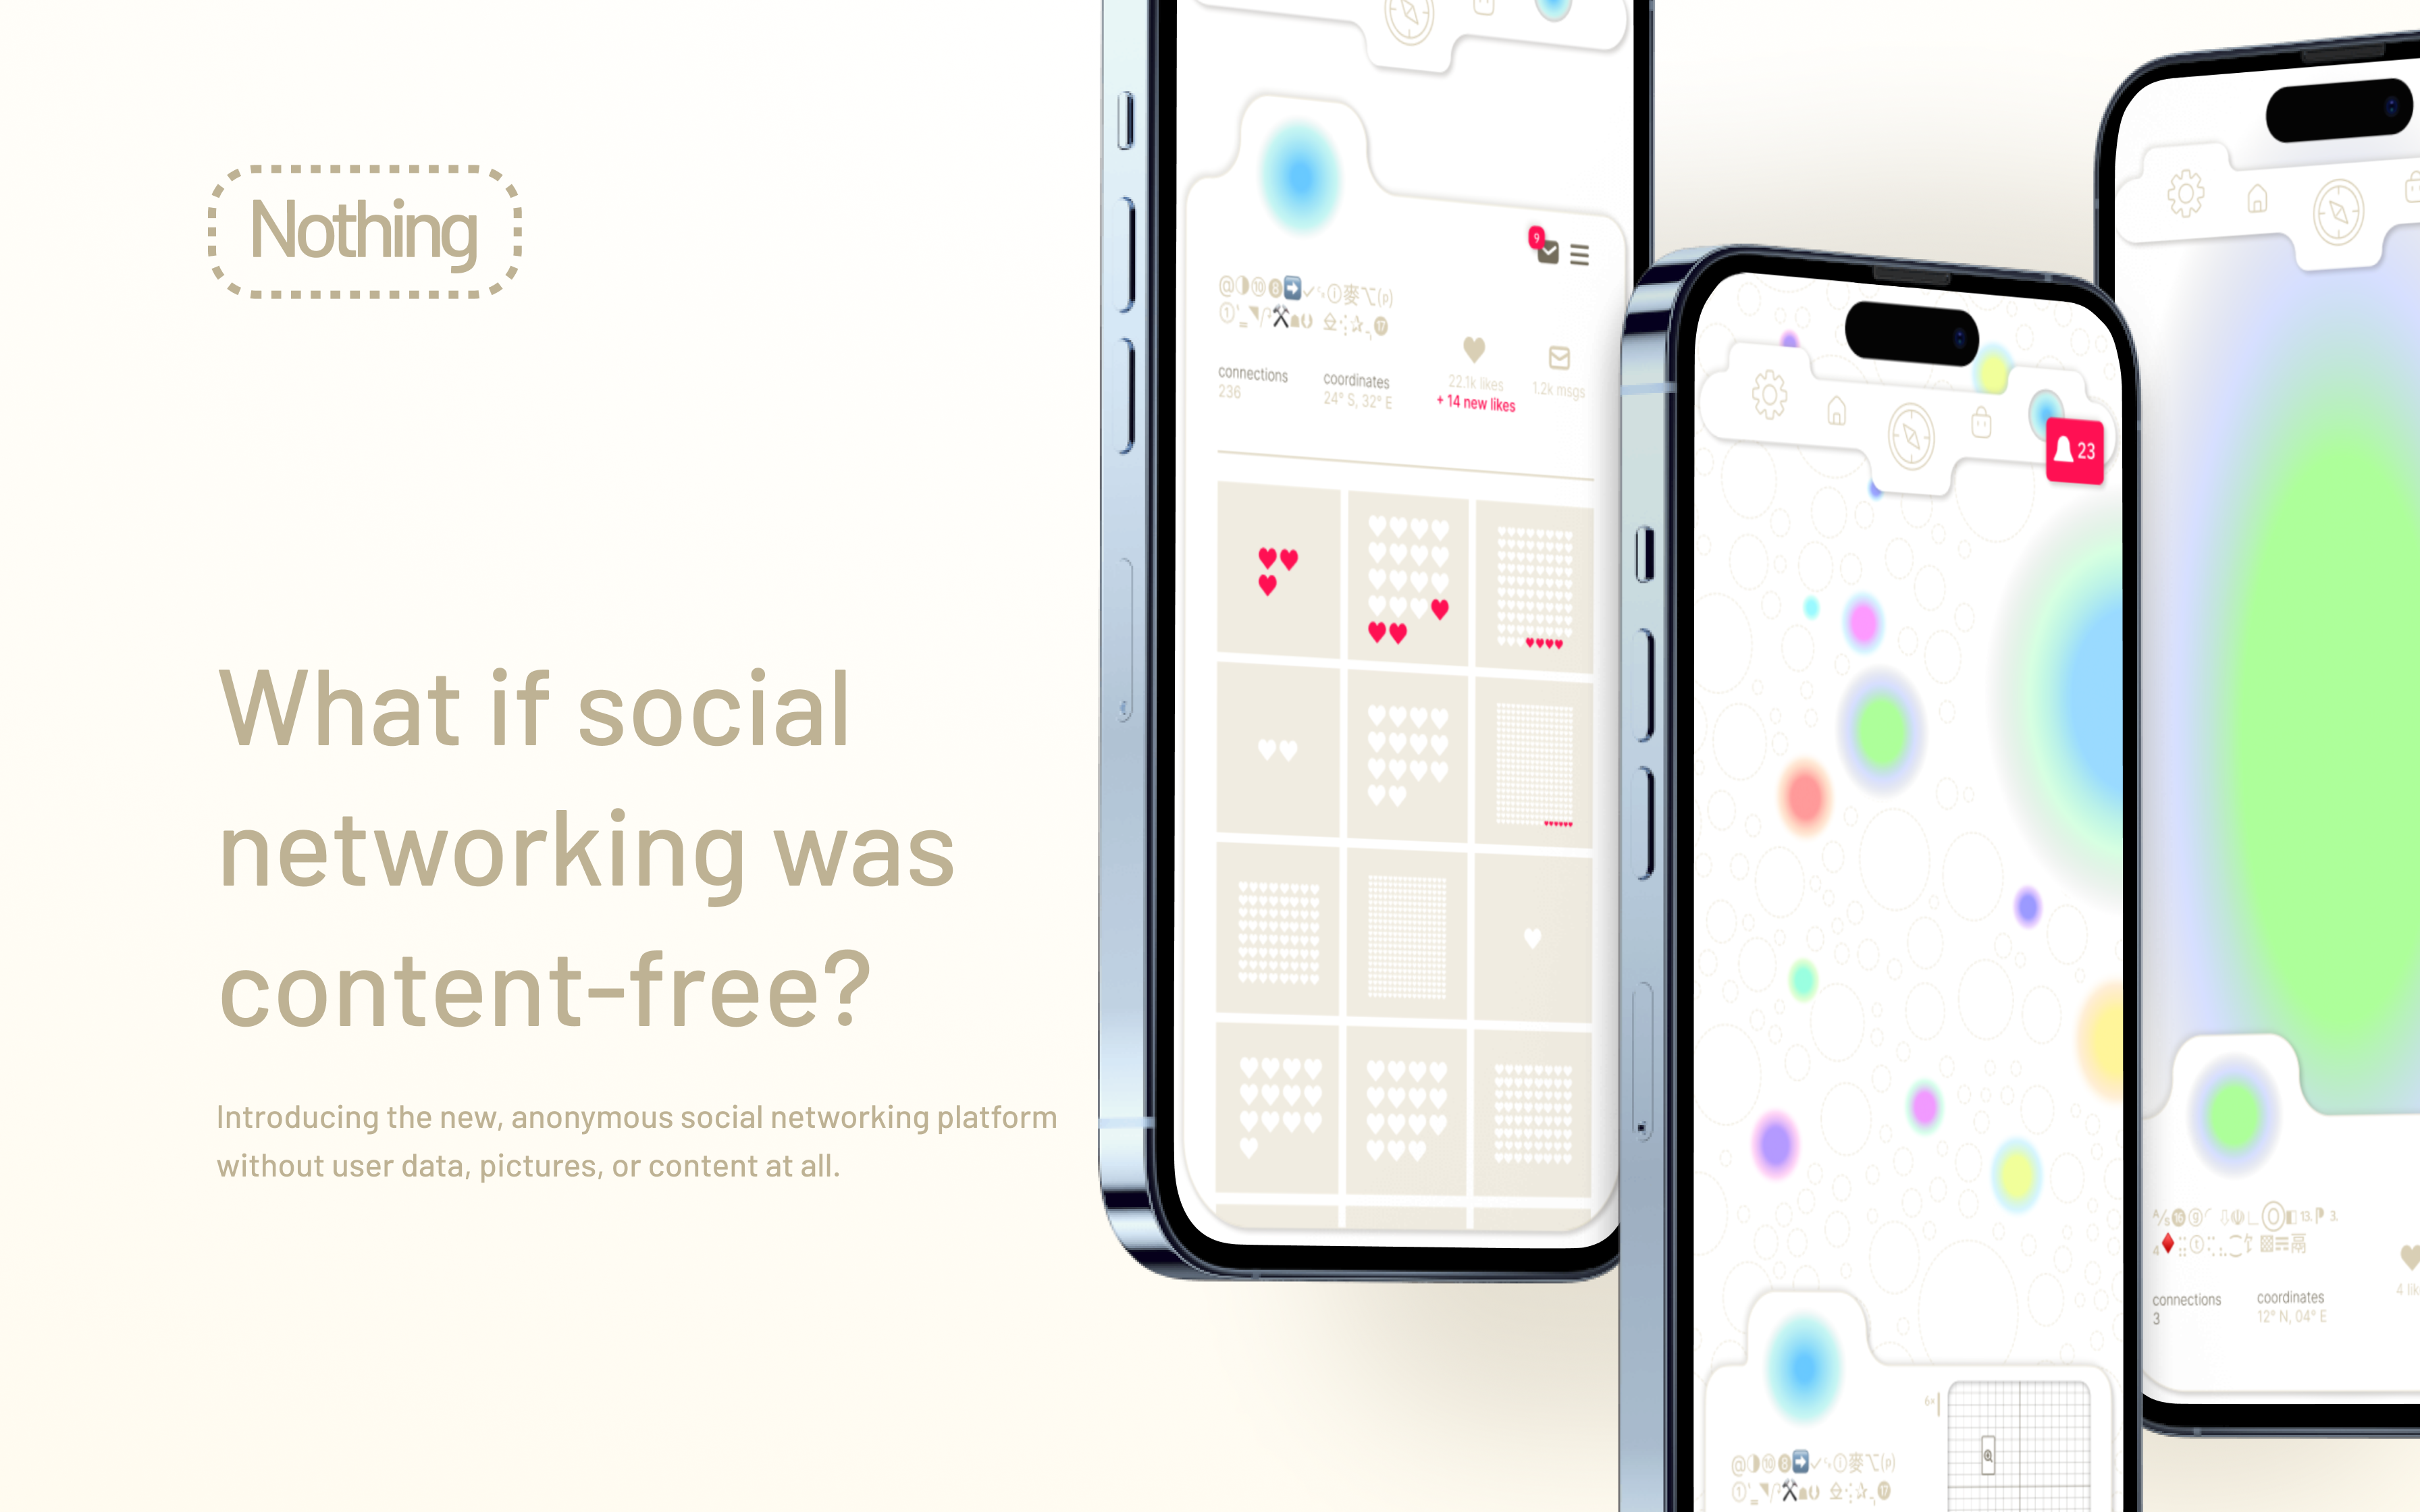 Nothing
What if social
networking was
content-free?
Introducing the new, anonymous social networking platform
without user data, pictures, or content at all.
9
connections
236
coordinates
24° S, 32° E
22.1k likes
+ 14 new likes
1.2k msgs
23
connections
3
coordinates
12° N, 04° E
4 lik